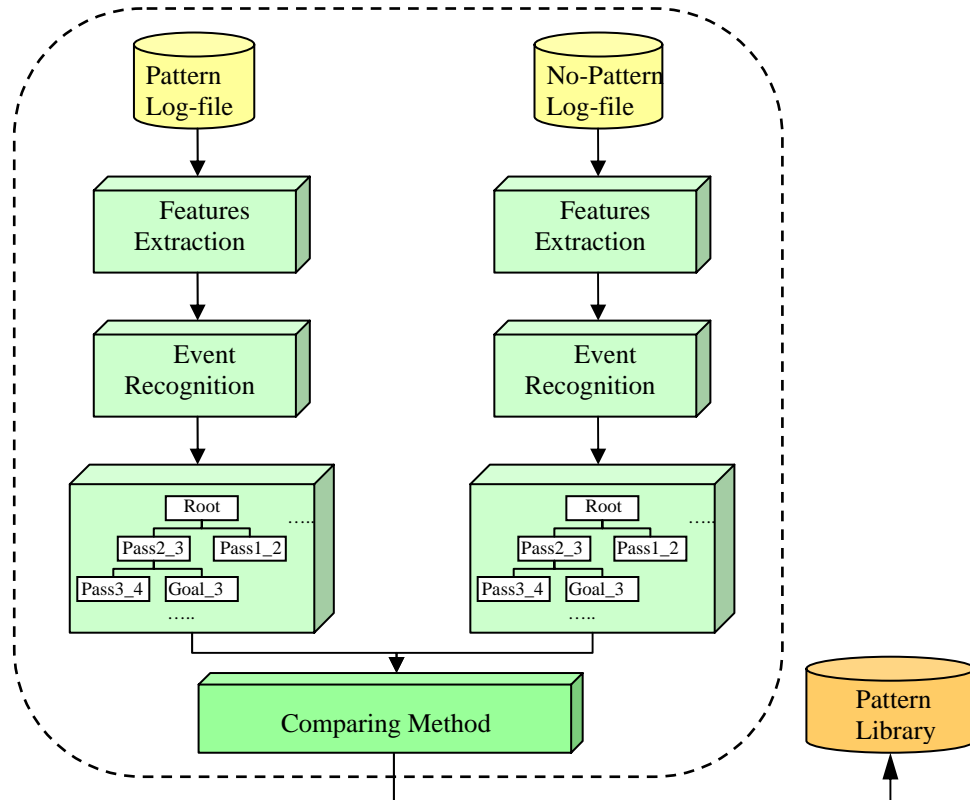 Pattern
Log-file
No-Pattern
Log-file
Features
Extraction
Features
Extraction
Event
Recognition
Event
Recognition
Root
.....
Pass2_3
Pass1_2
Pass3_4
Goal_3
.....
Root
.....
Pass2_3
Pass1_2
Pass3_4
Goal_3
.....
Comparing Method
Pattern
Library